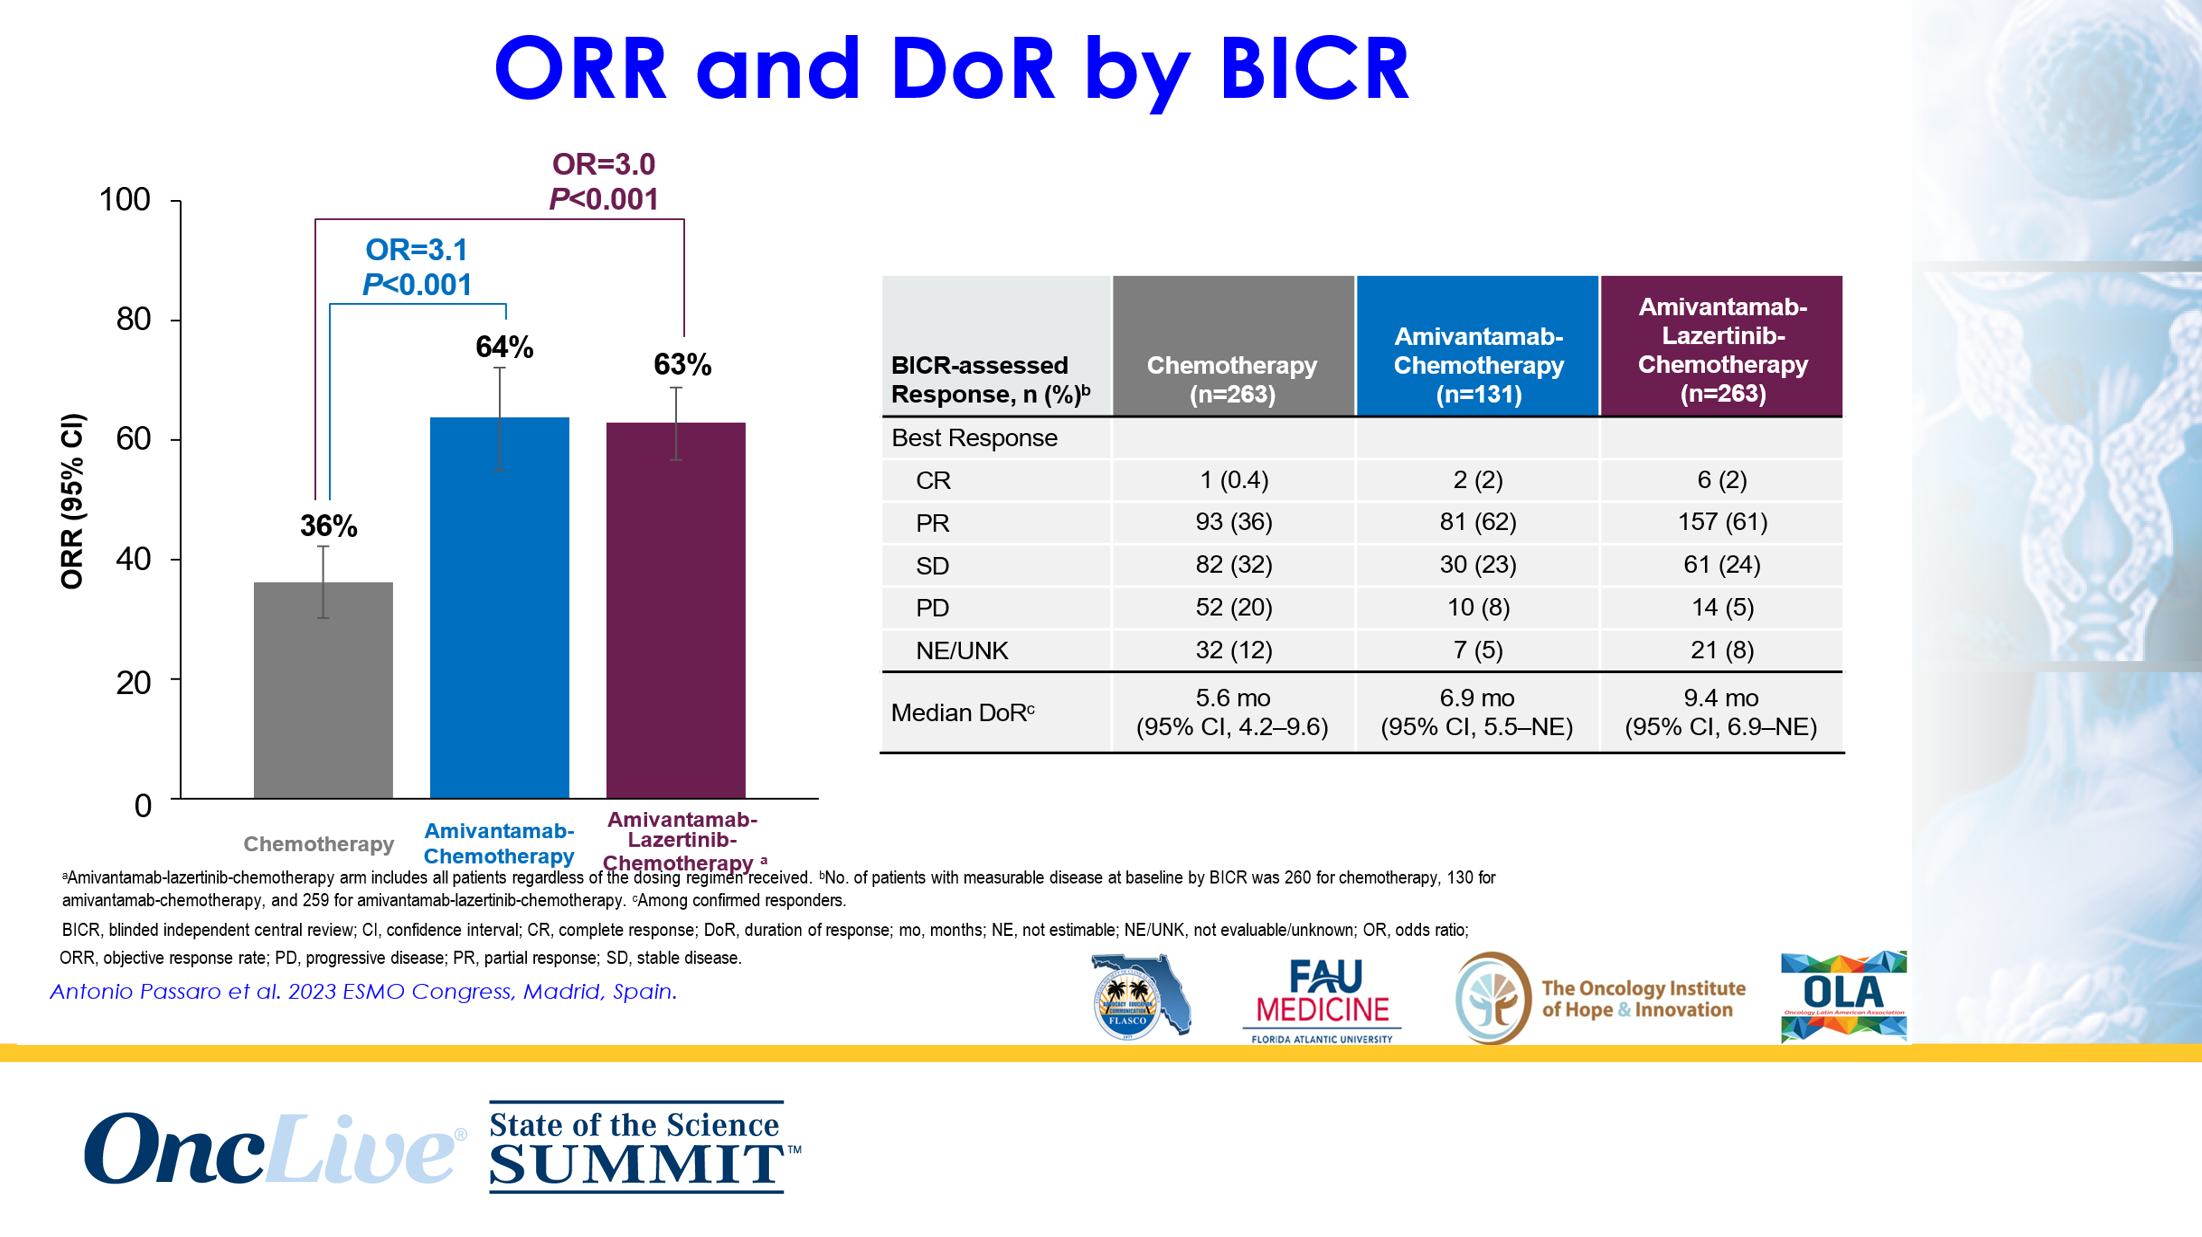 ORR and DoR by BICR
OR=3.0
P<0.001
OR=3.1
P<0.001
100
80
60
40
20
0
ORR (95% CI)
36%
64%
63%
Chemotherapy
Amivantamab-
Chemotherapy
Amivantamab-
Lazertinib-
Chemotherapy a
BICR-assessed
Response, n (%)b
Chemotherapy
(n=263)
Amivantamab-
Chemotherapy
(n=131)
Amivantamab-
Lazertinib-
Chemotherapy
(n=263)
Best Response
CR 1 (0.4) 2 (2) 6 (2)
PR 93 (36) 81 (62) 157 (61)
SD 82 (32) 30 (23) 61 (24)
PD 52 (20) 10 (8) 14 (5)
NE/UNK 32 (12) 7 (5) 21 (8)
Median DoRc
5.6 mo
(95% CI, 4.2–9.6)
6.9 mo
(95% CI, 5.5–NE)
9.4 mo
(95% CI, 6.9–NE)
aAmivantamab-lazertinib-chemotherapy arm includes all patients regardless of the dosing regimen received. bNo. of patients with measurable disease at baseline by BICR was 260 for chemotherapy, 130 for
amivantamab-chemotherapy, and 259 for amivantamab-lazertinib-chemotherapy. cAmong confirmed responders.
BICR, blinded independent central review; CI, confidence interval; CR, complete response; DoR, duration of response; mo, months; NE, not estimable; NE/UNK, not evaluable/unknown; OR, odds ratio;
ORR, objective response rate; PD, progressive disease; PR, partial response; SD, stable disease.
Antonio Passaro et al. 2023 ESMO Congress, Madrid, Spain.
FLASCO
FAU
MEDICINE
FLORIDA ATLANTIC UNIVERSITY
The Oncology Institute
of Hope & Innovation
OLA
Oncology Latin American Association
OncLive®
State of the Science
SUMMIT™